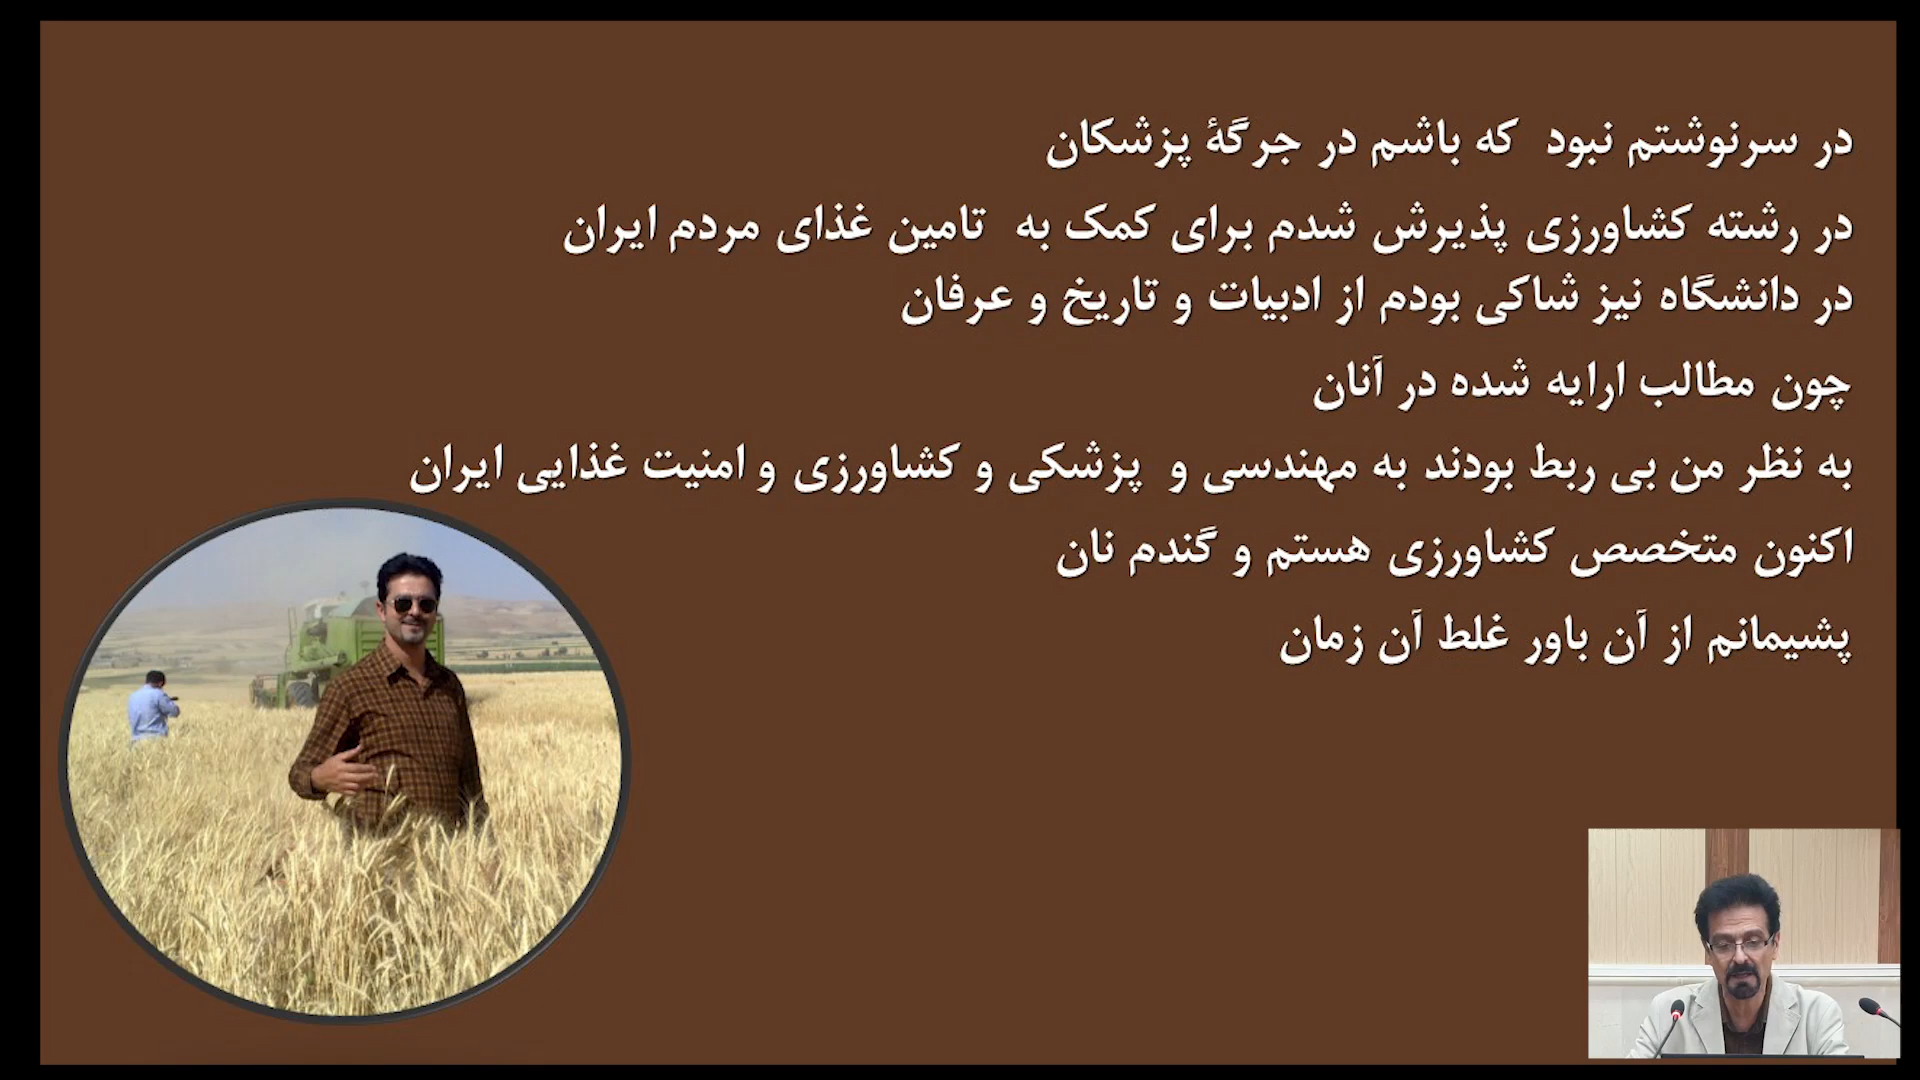 در سرنوشتم نبود که باشم در جرگهٔ پزشکان
در رشته کشاورزی پذیرش شدم برای کمک به تامین غذای مردم ایران
در دانشگاه نیز شاکی بودم از ادبیات و تاریخ و عرفان
چون مطالب ارایه شده در آنان
به نظر من بی ربط بودند به مهندسی و پزشکی و کشاورزی و امنیت غذایی ایران
اکنون متخصص کشاورزی هستم و گندم نان
پشیمانم از آن باور غلط آن زمان